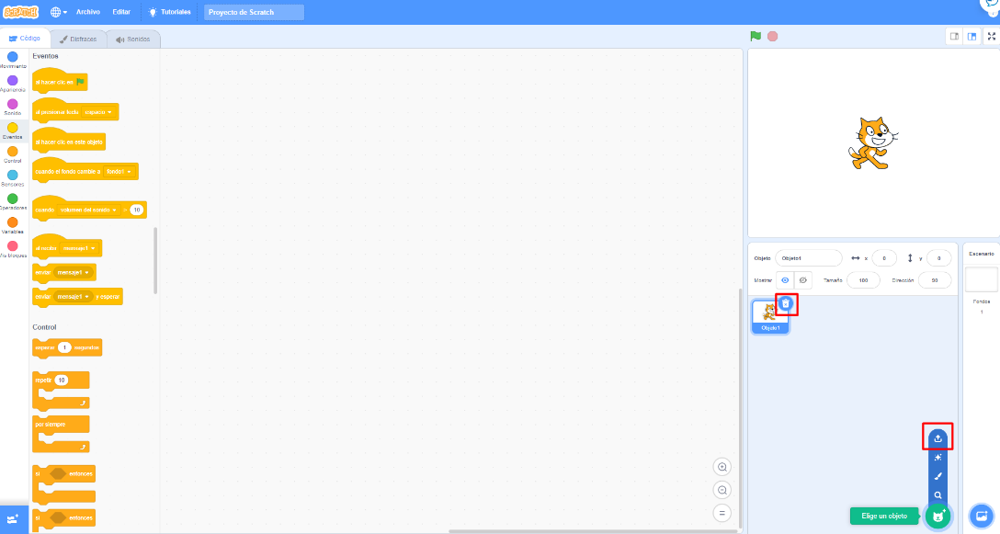 SCRATCH
Archivo
Editar
Tutoriales
Proyecto de Scratch
Código
Disfraces
Sonidos
Movimiento
Apariencia
Sonido
Eventos
Control
Sensores
Operadores
Variables
Mis bloques
Eventos
al hacer clic en
al presionar tecla espacio
al hacer clic en este objeto
cuando el fondo cambie a fondo1
cuando volumen del sonido > 10
al recibir mensaje1
enviar mensaje1
enviar mensaje1 y esperar
Control
esperar 1 segundos
repetir 10
por siempre
si entonces
si entonces
Objeto Objeto1 x 0 y 0
Mostrar Tamaño 100 Dirección 90
Objeto1
Elige un objeto
Escenario
Fondos
1